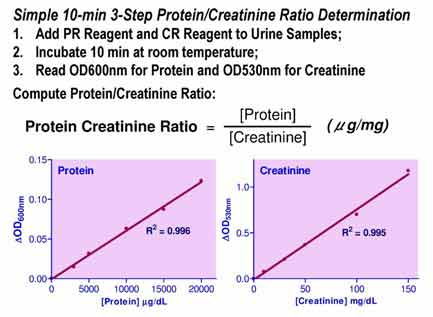 Simple 10-min 3-Step Protein/Creatinine Ratio Determination
1. Add PR Reagent and CR Reagent to Urine Samples;
2. Incubate 10 min at room temperature;
3. Read OD600nm for Protein and OD530nm for Creatinine
Compute Protein/Creatinine Ratio:
Protein Creatinine Ratio = [Protein] / [Creatinine] (μg/mg)
Protein
ΔOD600nm
0.15
0.10
0.05
0.00
R² = 0.996
0 5000 10000 15000 20000
[Protein] μg/dL
Creatinine
ΔOD530nm
1.0
0.5
0.0
R² = 0.995
0 50 100 150
[Creatinine] mg/dL